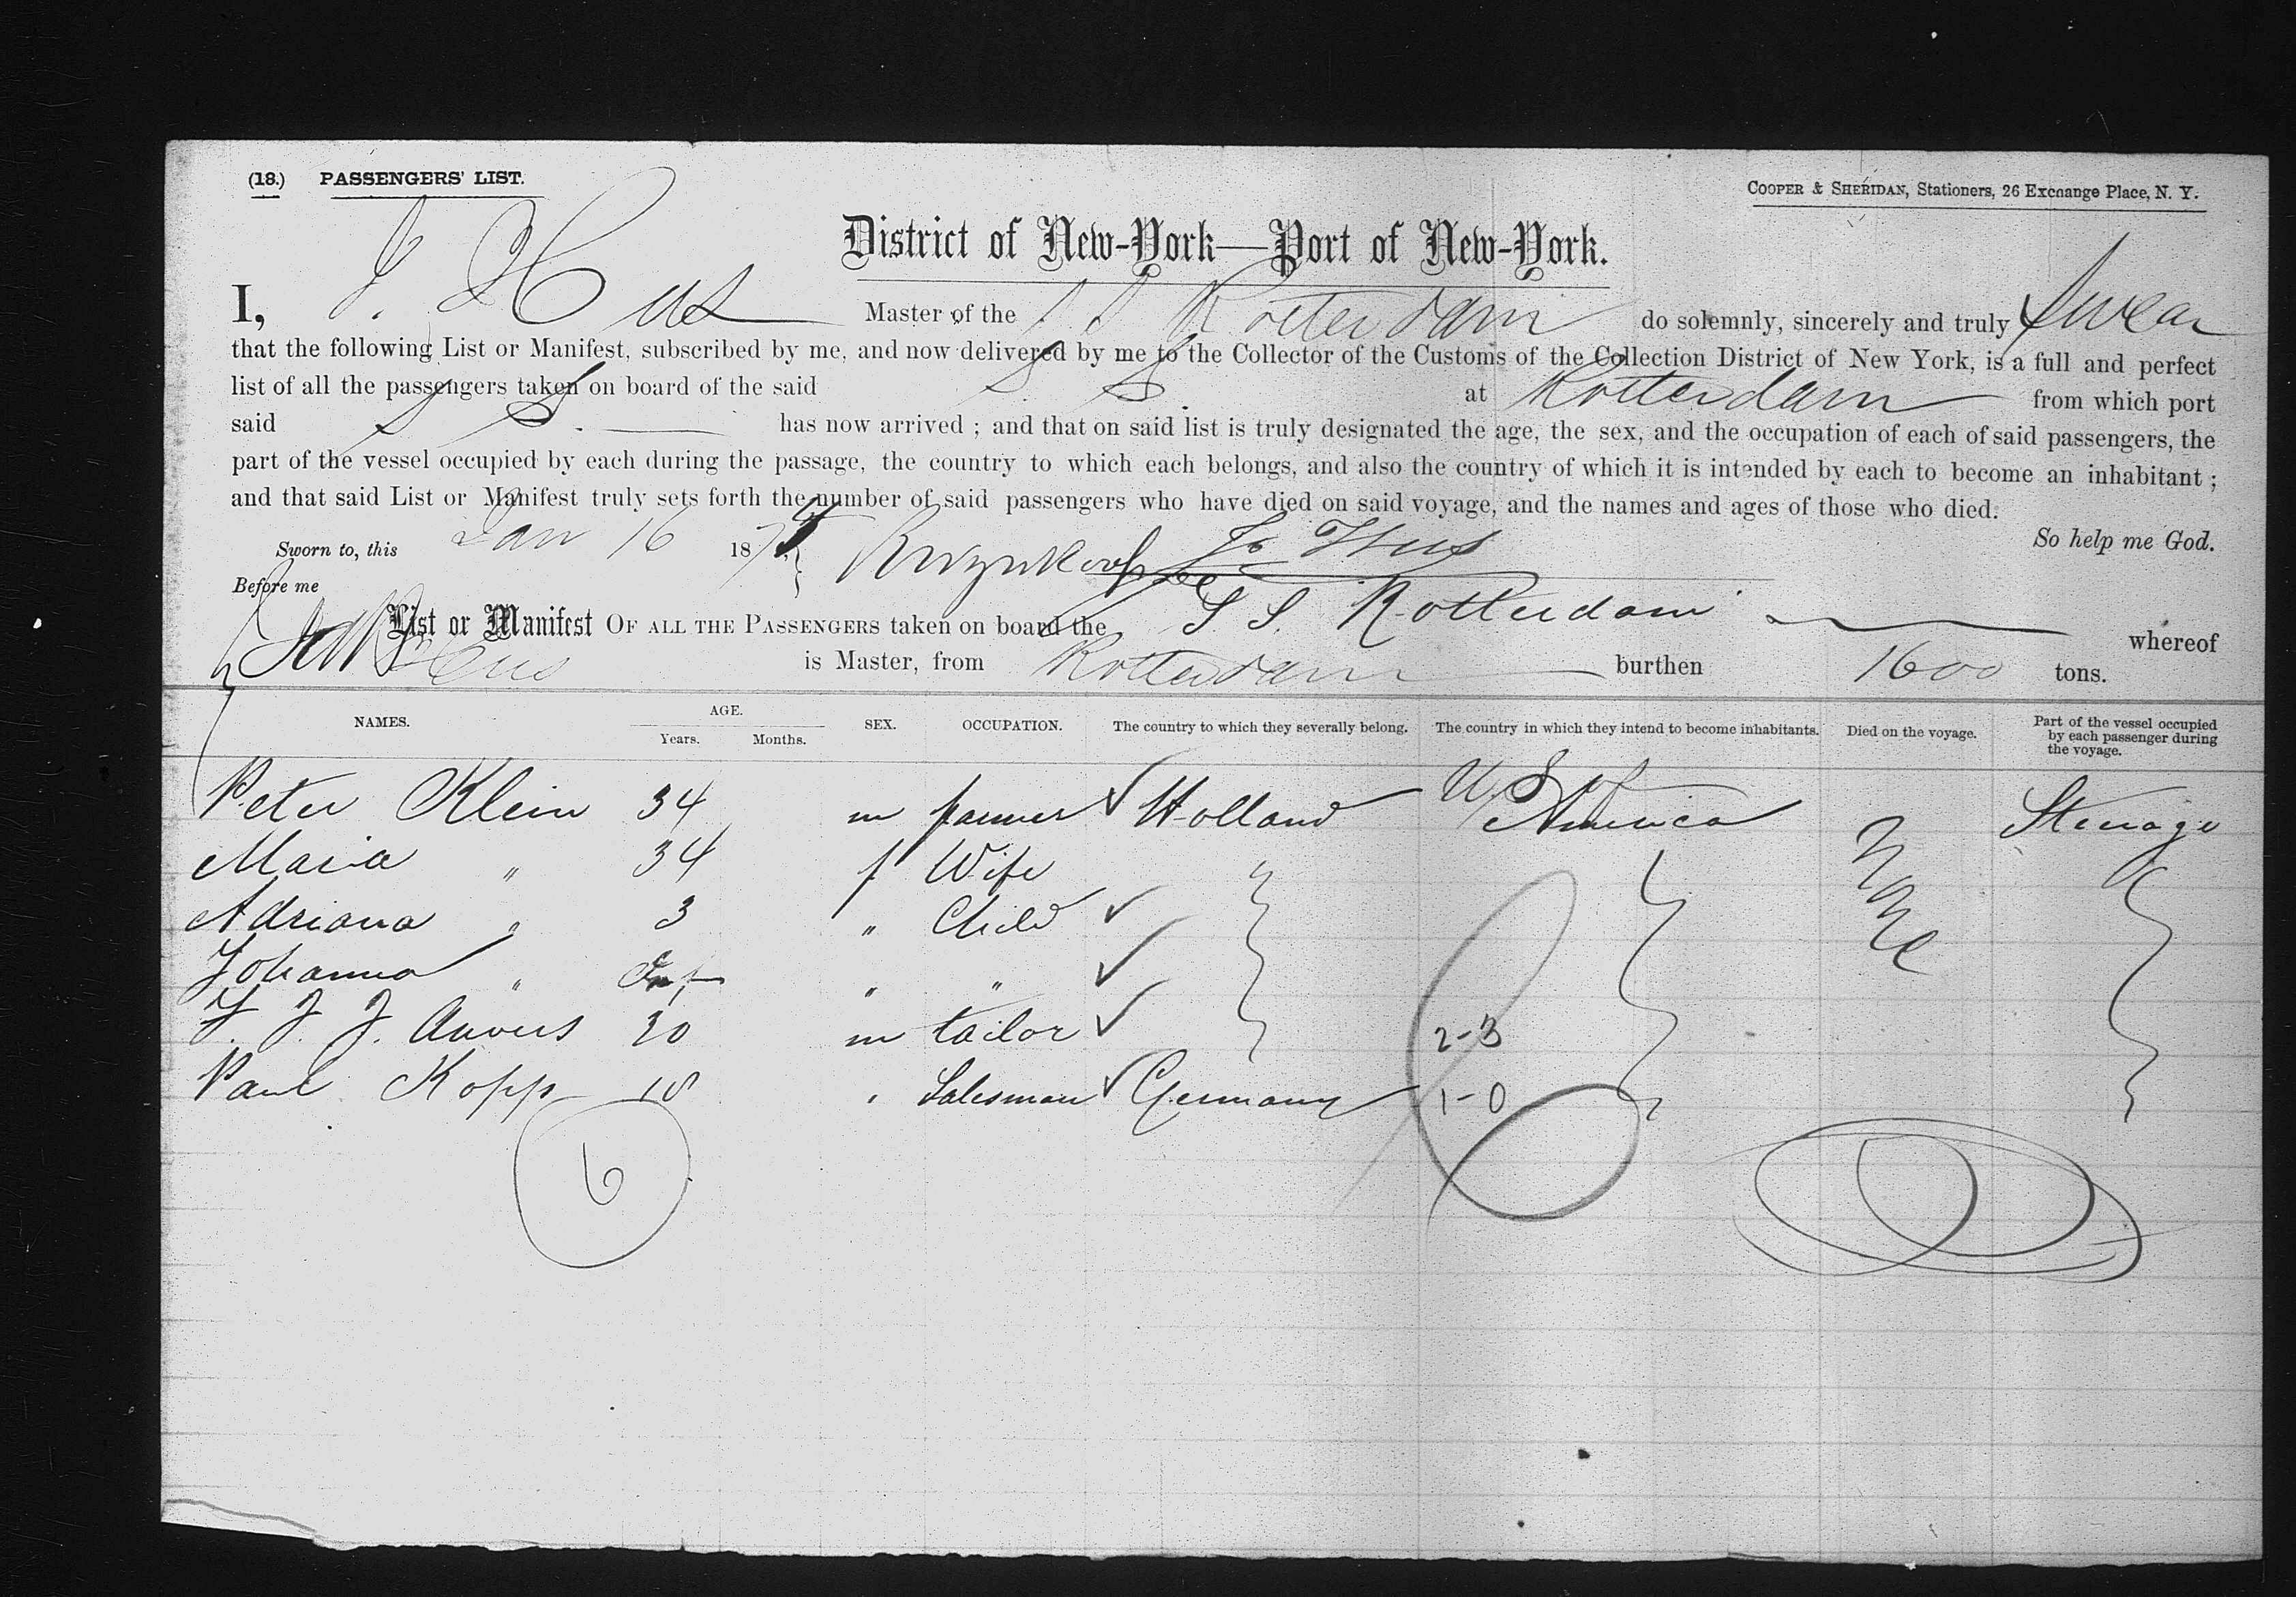 (18.) PASSENGERS' LIST.
COOPER & SHERIDAN, Stationers, 26 Exchange Place, N. Y.
District of New-York—Port of New-York.
I, J. Hus Master of the S S Rotterdam do solemnly, sincerely and truly swear
that the following List or Manifest, subscribed by me, and now delivered by me to the Collector of the Customs of the Collection District of New York, is a full and perfect
list of all the passengers taken on board of the said S S. at Rotterdam from which port
said S S. has now arrived ; and that on said list is truly designated the age, the sex, and the occupation of each of said passengers, the
part of the vessel occupied by each during the passage, the country to which each belongs, and also the country of which it is intended by each to become an inhabitant ;
and that said List or Manifest truly sets forth the number of said passengers who have died on said voyage, and the names and ages of those who died.
Sworn to, this Jan 16 1875 J. Hus So help me God.
Before me
List or Manifest OF ALL THE PASSENGERS taken on board the S. S. Rotterdam whereof
J Hus is Master, from Rotterdam burthen 1600 tons.
NAMES. AGE. Years. Months. SEX. OCCUPATION. The country to which they severally belong. The country in which they intend to become inhabitants. Died on the voyage. Part of the vessel occupied by each passenger during the voyage.
Peter Klein 34 m farmer Holland U. S. of America None Steerage
Maria " 34 f Wife
Adriana " 3 " Child
Johanna " Inf " "
J. J. 20 m tailor 2-3
Paul Kopp 18 " Salesman Germany 1-0
6